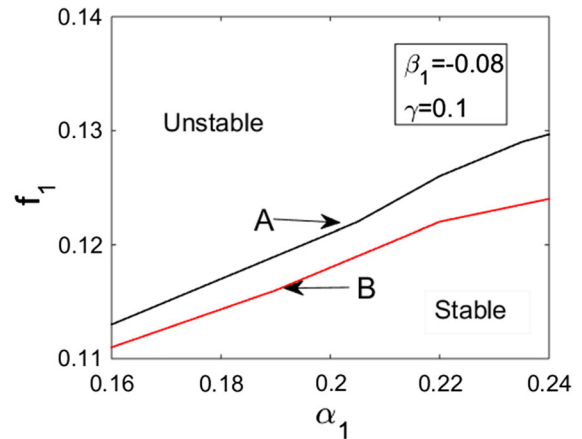 0.14
β1=-0.08
γ=0.1
Unstable
0.13
f1
A
0.12
B
Stable
0.11
0.16 0.18 0.2 0.22 0.24
α1